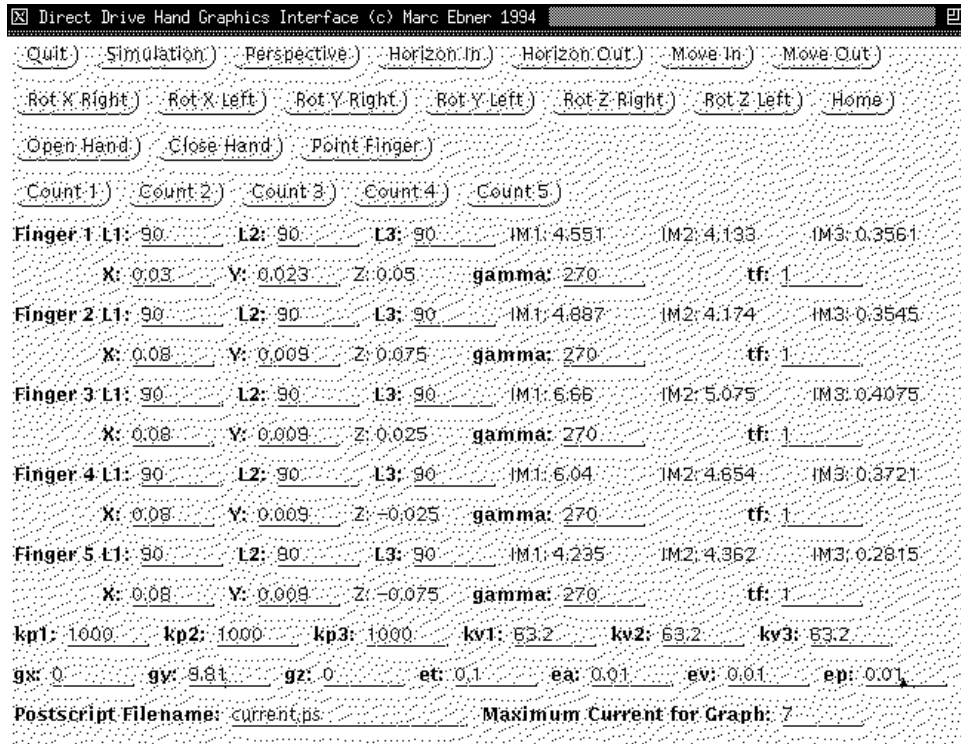 Direct Drive Hand Graphics Interface (c) Marc Ebner 1994
Quit Simulation Perspective Horizon In Horizon Out Move In Move Out
Rot X Right Rot X Left Rot Y Right Rot Y Left Rot Z Right Rot Z Left Home
Open Hand Close Hand Point Finger
Count 1 Count 2 Count 3 Count 4 Count 5
Finger 1 L1: 90 L2: 90 L3: 90 IM1: 4.551 IM2: 4.133 IM3: 0.3561
X: 0.03 Y: 0.023 Z: 0.05 gamma: 270 tf: 1
Finger 2 L1: 90 L2: 90 L3: 90 IM1: 4.887 IM2: 4.174 IM3: 0.3545
X: 0.08 Y: 0.009 Z: 0.075 gamma: 270 tf: 1
Finger 3 L1: 90 L2: 90 L3: 90 IM1: 6.66 IM2: 5.075 IM3: 0.4075
X: 0.08 Y: 0.009 Z: 0.025 gamma: 270 tf: 1
Finger 4 L1: 90 L2: 90 L3: 90 IM1: 6.04 IM2: 4.654 IM3: 0.3721
X: 0.08 Y: 0.009 Z: -0.025 gamma: 270 tf: 1
Finger 5 L1: 90 L2: 90 L3: 90 IM1: 4.235 IM2: 4.362 IM3: 0.2815
X: 0.08 Y: 0.009 Z: -0.075 gamma: 270 tf: 1
kp1: 1000 kp2: 1000 kp3: 1000 kv1: 63.2 kv2: 63.2 kv3: 63.2
gx: 0 gy: 9.81 gz: 0 et: 0.1 ea: 0.01 ev: 0.01 ep: 0.01
Postscript Filename: current.ps Maximum Current for Graph: 7